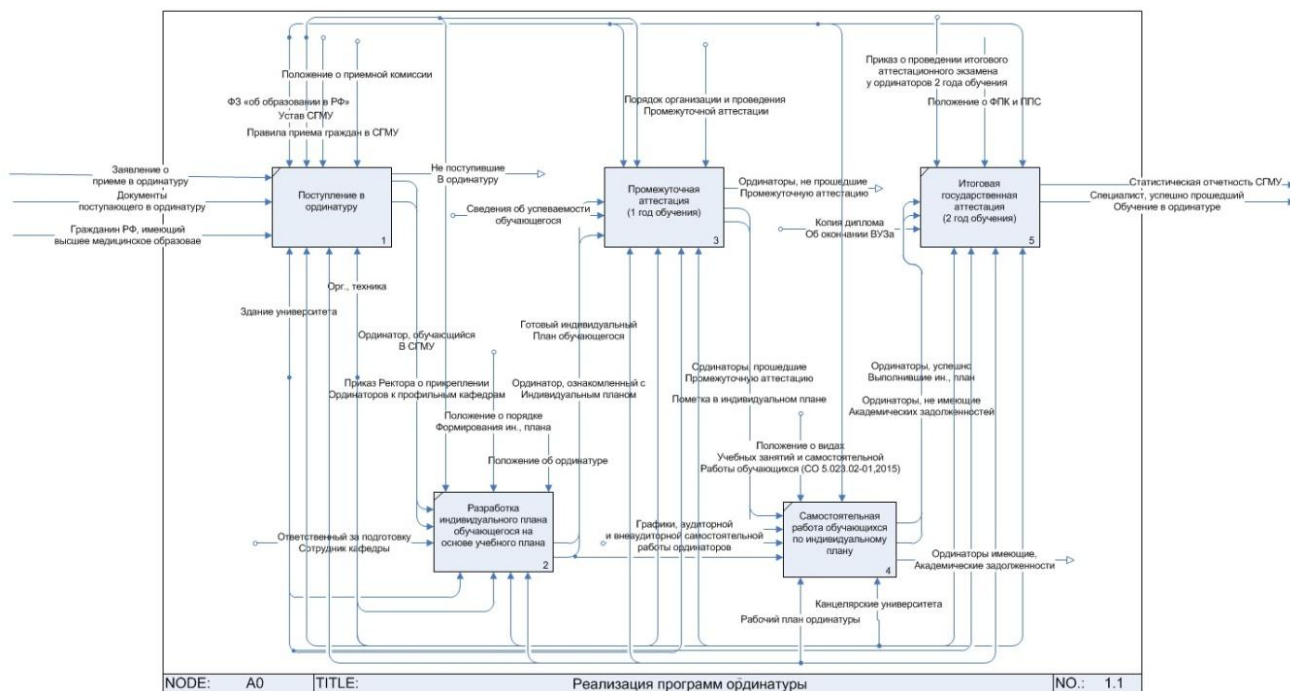 Приказ о проведении итогового
аттестационного экзамена
у ординаторов 2 года обучения
Положение о приемной комиссии
Порядок организации и проведения
Промежуточной аттестации
Положение о ФПК и ППС
ФЗ «об образовании в РФ»
Устав СГМУ
Правила приема граждан в СГМУ
Заявление о
приеме в ординатуру
Документы
поступающего в ординатуру
Гражданин РФ, имеющий
высшее медицинское образовае
Поступление в
ординатуру
1
Не поступившие
В ординатуру
Сведения об успеваемости
обучающегося
Промежуточная
аттестация
(1 год обучения)
3
Ординаторы, не прошедшие
Промежуточную аттестацию
Копия диплома
Об окончании ВУЗа
Итоговая
государственная
аттестация
(2 год обучения)
5
Статистическая отчетность СГМУ
Специалист, успешно прошедший
Обучение в ординатуре
Орг., техника
Здание университета
Ординатор, обучающийся
В СГМУ
Готовый индивидуальный
План обучающегося
Приказ Ректора о прикреплении
Ординаторов к профильным кафедрам
Ординатор, ознакомленный с
Индивидуальным планом
Ординаторы, прошедшие
Промежуточную аттестацию
Пометка в индивидуальном плане
Ординаторы, успешно
Выполнившие ин., план
Ординаторы, не имеющие
Академических задолженностей
Положение о порядке
Формирования ин., плана
Положение об ординатуре
Положение о видах
Учебных занятий и самостоятельной
Работы обучающихся (СО 5.023.02-01,2015)
Ответственный за подготовку
Сотрудник кафедры
Разработка
индивидуального плана
обучающегося на
основе учебного плана
2
Графики, аудиторной
и внеаудиторной самостоятельной
работы ординаторов
Самостоятельная
работа обучающихся
по индивидуальному
плану
4
Ординаторы имеющие,
Академические задолженности
Канцелярские университета
Рабочий план ординатуры
NODE: A0 TITLE: Реализация программ ординатуры NO.: 1.1